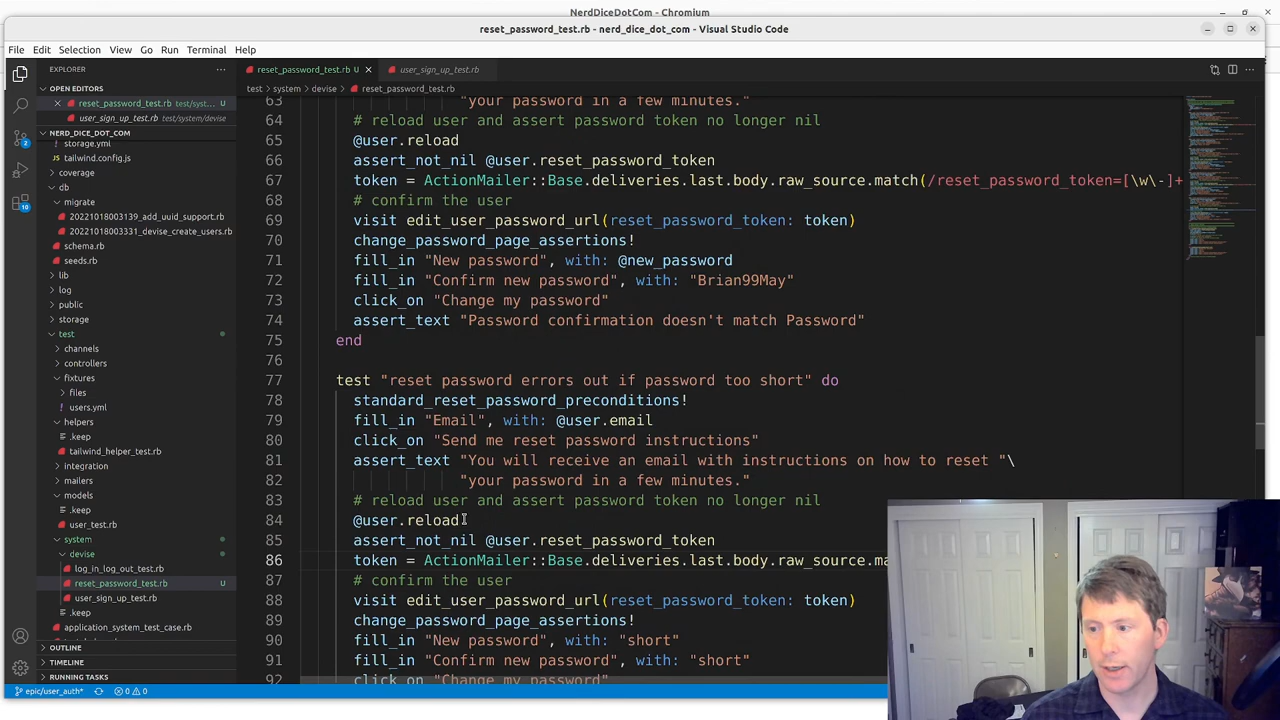 NerdDiceDotCom - Chromium
reset_password_test.rb - nerd_dice_dot_com - Visual Studio Code
File Edit Selection View Go Run Terminal Help
EXPLORER
OPEN EDITORS
reset_password_test.rb test/syst... U
user_sign_up_test.rb test/system/devise
NERD_DICE_DOT_COM
storage.yml
tailwind.config.js
coverage
db
migrate
20221018003139_add_uuid_support.rb
20221018003331_devise_create_users.rb
schema.rb
seeds.rb
lib
log
public
storage
test
channels
controllers
fixtures
files
users.yml
helpers
.keep
tailwind_helper_test.rb
integration
mailers
models
.keep
user_test.rb
system
devise
log_in_log_out_test.rb
reset_password_test.rb U
user_sign_up_test.rb
.keep
application_system_test_case.rb
OUTLINE
TIMELINE
RUNNING TASKS
2
10
epic/user_auth* 0 0
reset_password_test.rb U user_sign_up_test.rb
test > system > devise > reset_password_test.rb
63 "your password in a few minutes."
64 # reload user and assert password token no longer nil
65 @user.reload
66 assert_not_nil @user.reset_password_token
67 token = ActionMailer::Base.deliveries.last.body.raw_source.match(/reset_password_token=[\w\-]+
68 # confirm the user
69 visit edit_user_password_url(reset_password_token: token)
70 change_password_page_assertions!
71 fill_in "New password", with: @new_password
72 fill_in "Confirm new password", with: "Brian99May"
73 click_on "Change my password"
74 assert_text "Password confirmation doesn't match Password"
75 end
76
77 test "reset password errors out if password too short" do
78 standard_reset_password_preconditions!
79 fill_in "Email", with: @user.email
80 click_on "Send me reset password instructions"
81 assert_text "You will receive an email with instructions on how to reset "\
82 "your password in a few minutes."
83 # reload user and assert password token no longer nil
84 @user.reload
85 assert_not_nil @user.reset_password_token
86 token = ActionMailer::Base.deliveries.last.body.raw_source.ma
87 # confirm the user
88 visit edit_user_password_url(reset_password_token: token)
89 change_password_page_assertions!
90 fill_in "New password", with: "short"
91 fill_in "Confirm new password", with: "short"
92 click_on "Change my password"